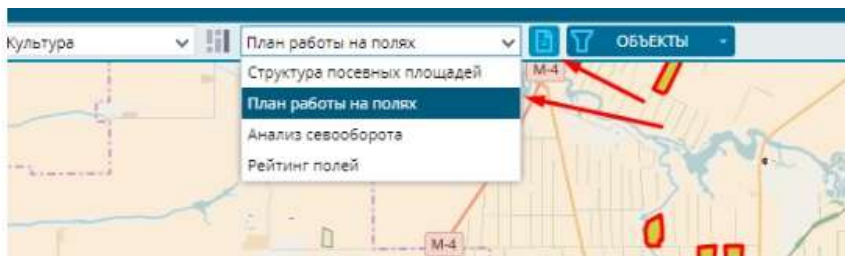 Культура
План работы на полях
ОБЪЕКТЫ
Структура посевных площадей
М-4
План работы на полях
Анализ севооборота
Рейтинг полей
М-4